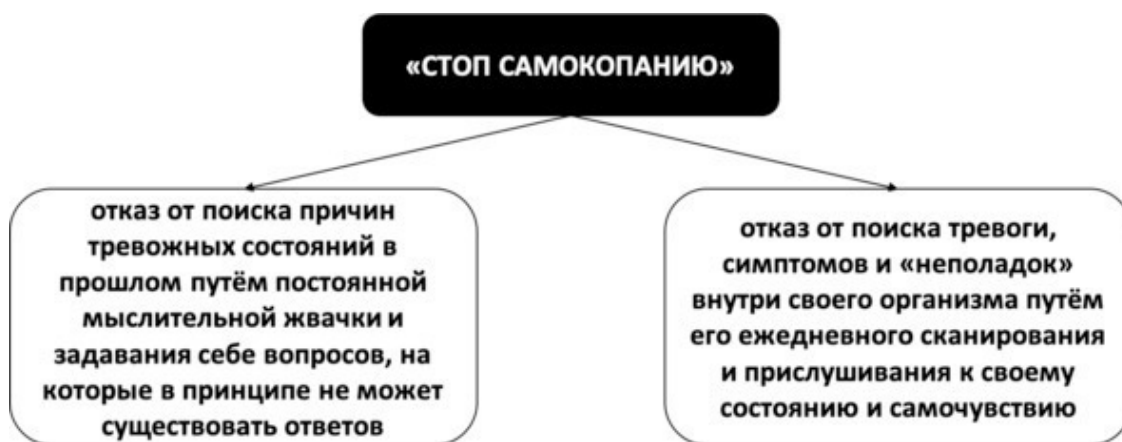 «СТОП САМОКОПАНИЮ»
отказ от поиска причин
тревожных состояний в
прошлом путём постоянной
мыслительной жвачки и
задавания себе вопросов, на
которые в принципе не может
существовать ответов
отказ от поиска тревоги,
симптомов и «неполадок»
внутри своего организма путём
его ежедневного сканирования
и прислушивания к своему
состоянию и самочувствию